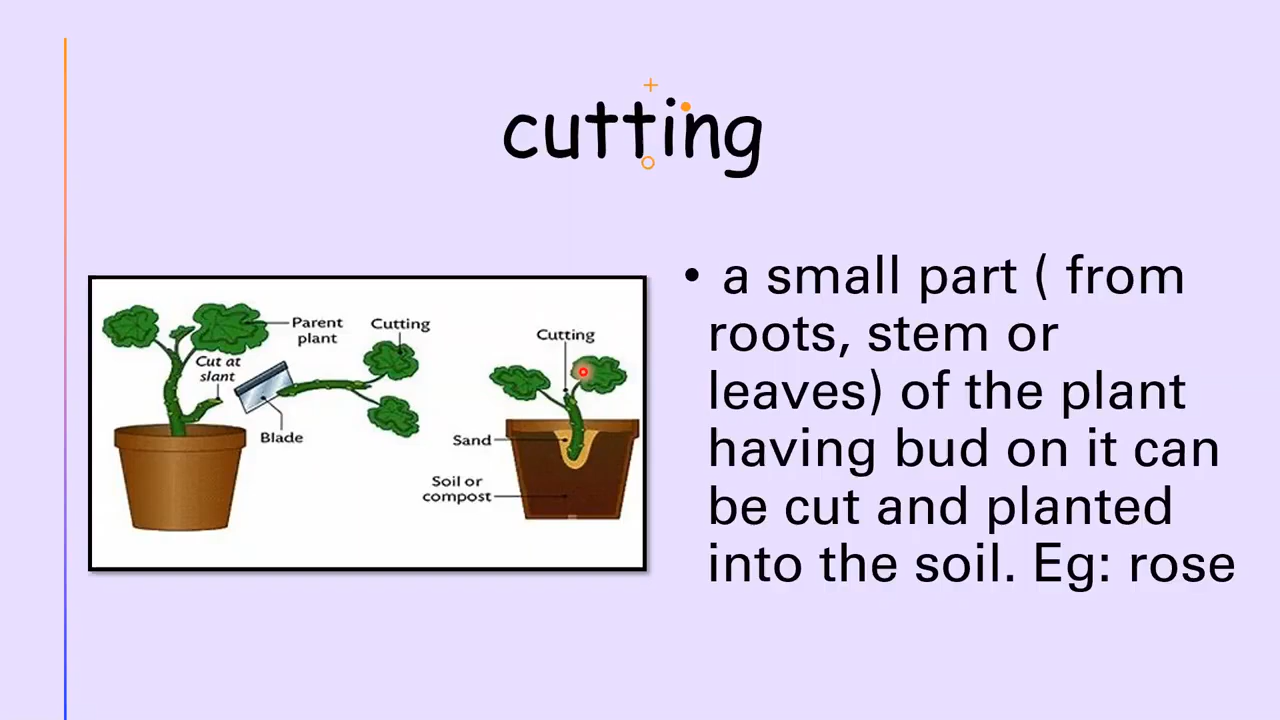 cutting
Parent
plant
Cutting
Cut at
slant
Blade
Cutting
Sand
Soil or
compost
• a small part ( from
roots, stem or
leaves) of the plant
having bud on it can
be cut and planted
into the soil. Eg: rose